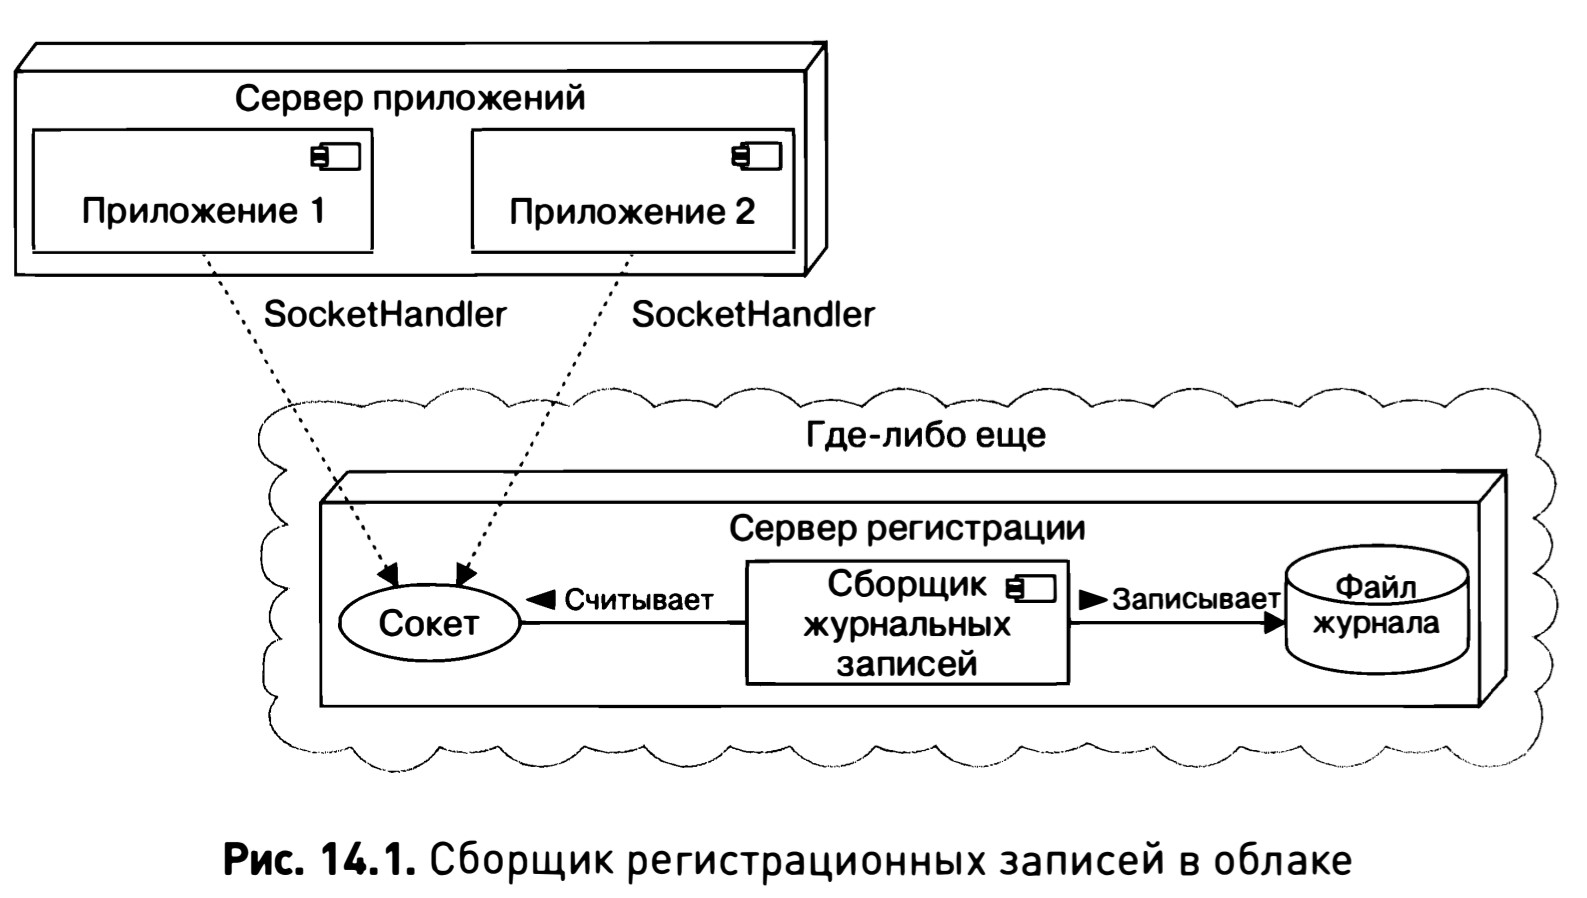 Сервер приложений
Приложение 1
Приложение 2
SocketHandler
SocketHandler
Где-либо еще
Сервер регистрации
Сокет
Считывает
Сборщик
журнальных
записей
Записывает
Файл
журнала
Рис. 14.1. Сборщик регистрационных записей в облаке